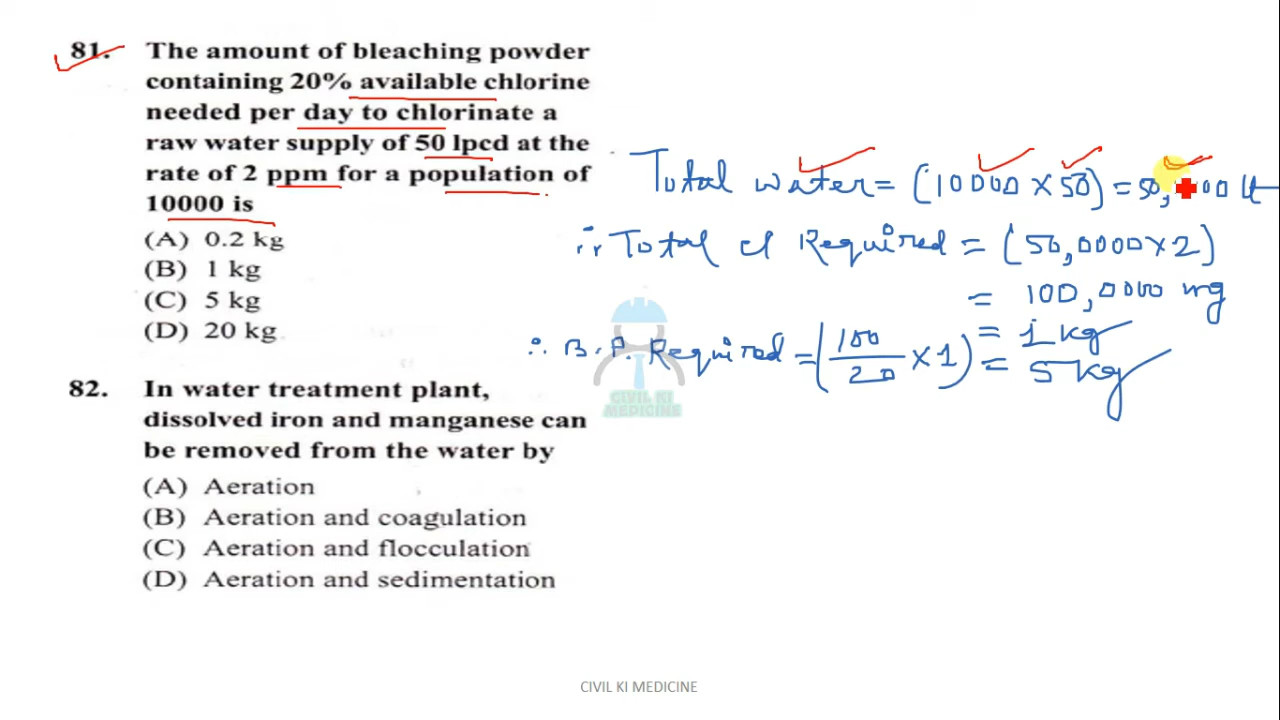 81. The amount of bleaching powder
containing 20% available chlorine
needed per day to chlorinate a
raw water supply of 50 lpcd at the
rate of 2 ppm for a population of
10000 is
(A) 0.2 kg
(B) 1 kg
(C) 5 kg
(D) 20 kg
82. In water treatment plant,
dissolved iron and manganese can
be removed from the water by
(A) Aeration
(B) Aeration and coagulation
(C) Aeration and flocculation
(D) Aeration and sedimentation
Total water = (10000 × 50) = 50, 00 lt
∴ Total cl Required = (50,0000 × 2)
= 100,0000 mg
= 1 kg
∴ B.P. Required = (100/20 × 1) = 5 kg
CIVIL KI
MEDICINE
CIVIL KI MEDICINE